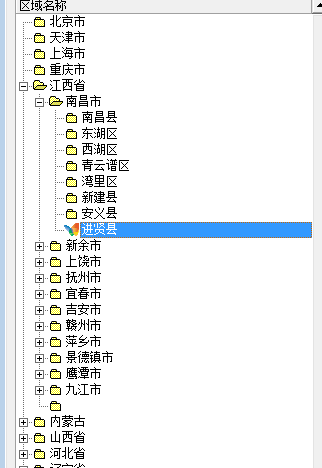 区域名称
北京市
天津市
上海市
重庆市
江西省
南昌市
南昌县
东湖区
西湖区
青云谱区
湾里区
新建县
安义县
进贤县
新余市
上饶市
抚州市
宜春市
吉安市
赣州市
萍乡市
景德镇市
鹰潭市
九江市
内蒙古
山西省
河北省